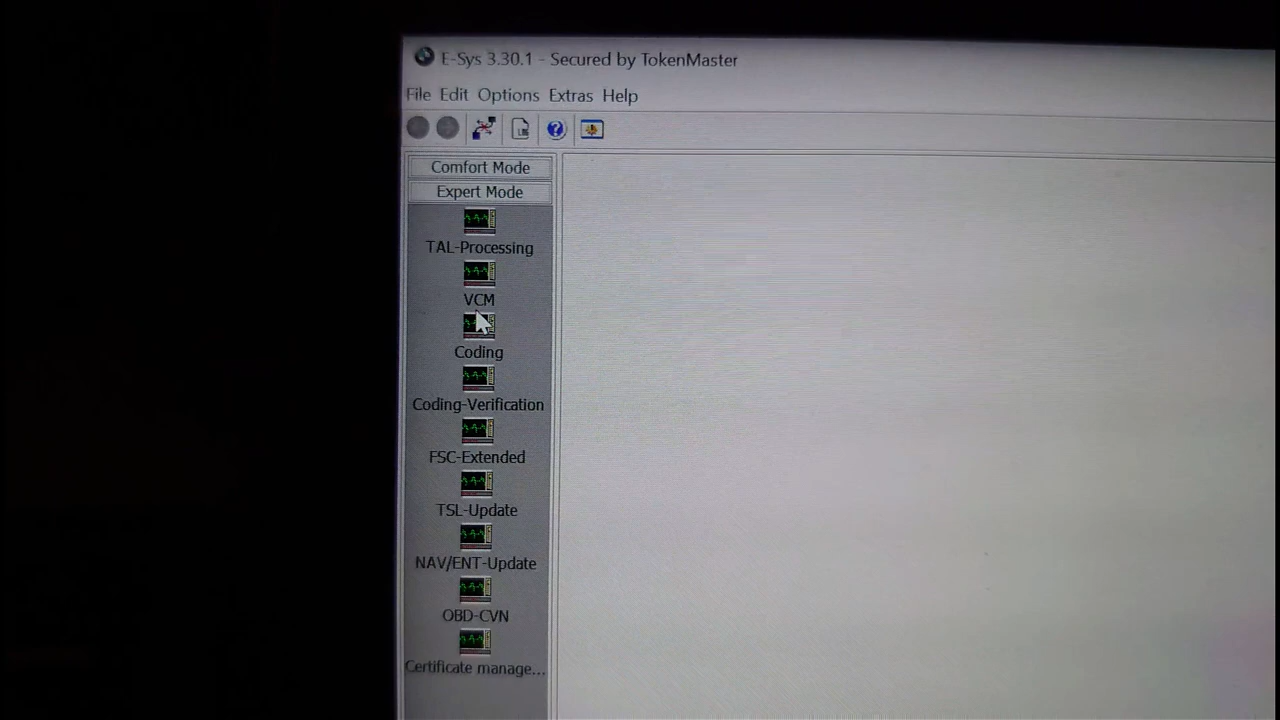 E-Sys 3.30.1 - Secured by TokenMaster
File Edit Options Extras Help
Comfort Mode
Expert Mode
TAL-Processing
VCM
Coding
Coding-Verification
FSC-Extended
TSL-Update
NAV/ENT-Update
OBD-CVN
Certificate manage...